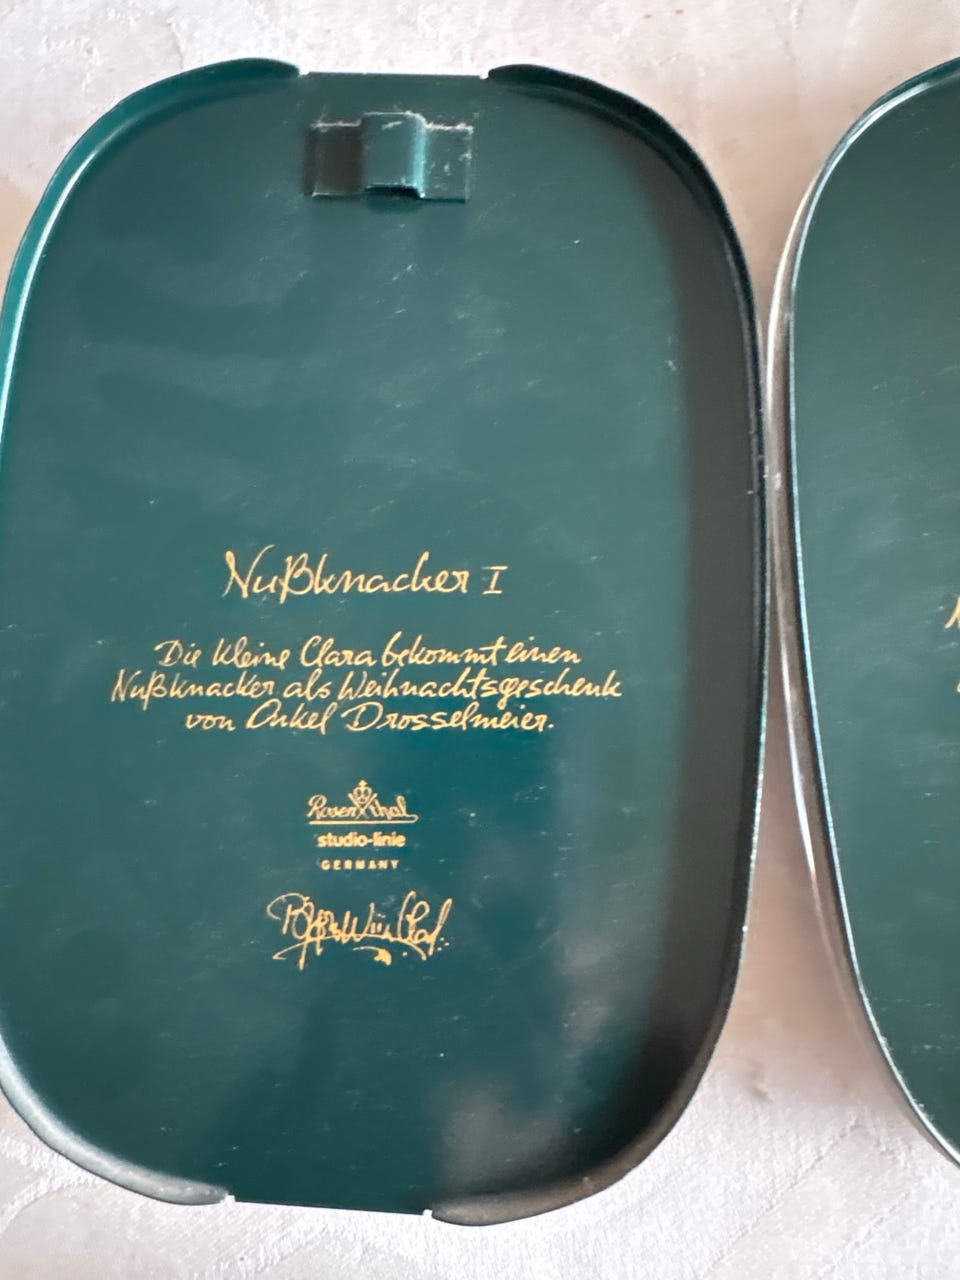 Nußknacker I
Die kleine Clara bekommt einen
Nußknacker als Weihnachtsgeschenk
von Onkel Drosselmeier.
Rosenthal
studio-linie
GERMANY